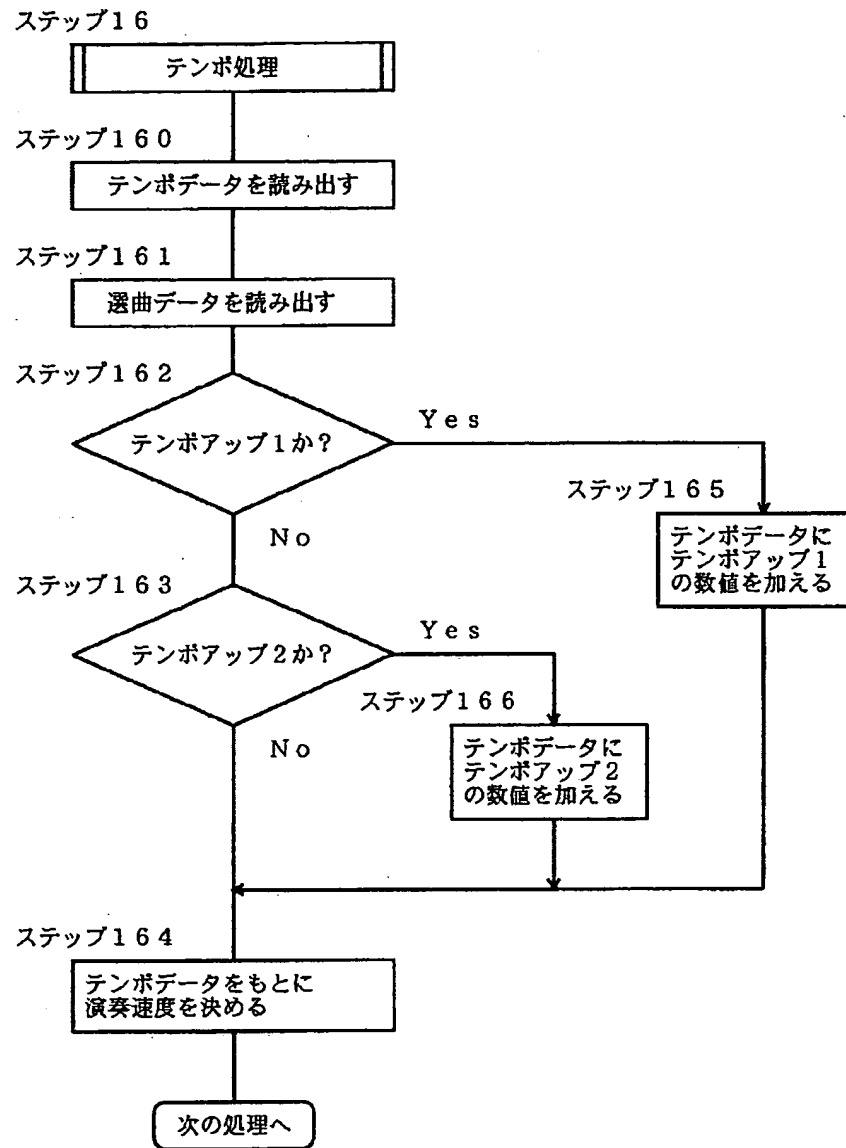 ステップ16
テンポ処理
ステップ160
テンポデータを読み出す
ステップ161
選曲データを読み出す
ステップ162
テンポアップ1か?
Yes
ステップ165
テンポデータに
テンポアップ1
の数値を加える
No
ステップ163
テンポアップ2か?
Yes
ステップ166
テンポデータに
テンポアップ2
の数値を加える
No
ステップ164
テンポデータをもとに
演奏速度を決める
次の処理へ